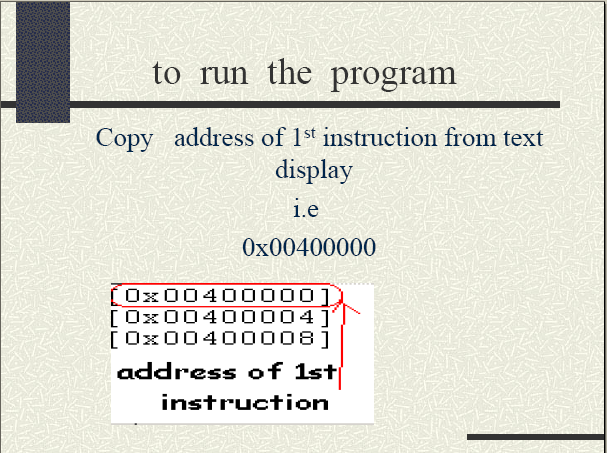 to run the program
Copy address of 1st instruction from text
display
i.e
0x00400000
[0x00400000]
[0x00400004]
[0x00400008]
address of 1st
instruction